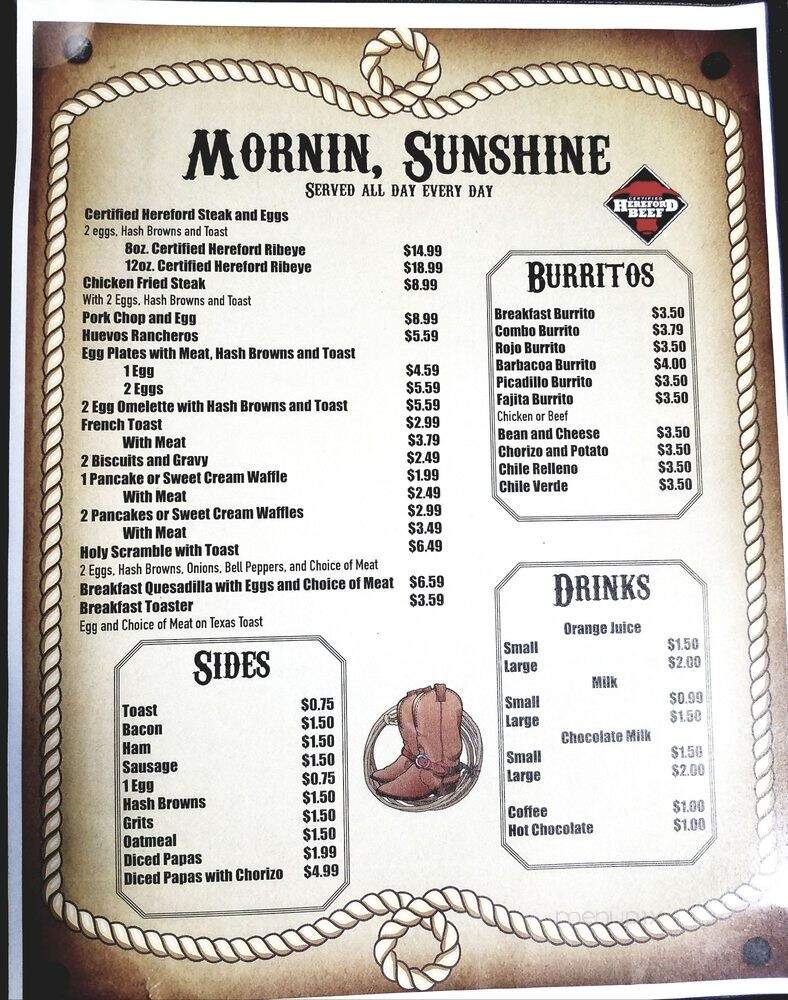 MORNIN, SUNSHINE
SERVED ALL DAY EVERY DAY
CERTIFIED
HEREFORD
BEEF
Certified Hereford Steak and Eggs
2 eggs, Hash Browns and Toast
8oz. Certified Hereford Ribeye $14.99
12oz. Certified Hereford Ribeye $18.99
Chicken Fried Steak $8.99
With 2 Eggs, Hash Browns and Toast
Pork Chop and Egg $8.99
Huevos Rancheros $5.59
Egg Plates with Meat, Hash Browns and Toast
1 Egg $4.59
2 Eggs $5.59
2 Egg Omelette with Hash Browns and Toast $5.59
French Toast $2.99
With Meat $3.79
2 Biscuits and Gravy $2.49
1 Pancake or Sweet Cream Waffle $1.99
With Meat $2.49
2 Pancakes or Sweet Cream Waffles $2.99
With Meat $3.49
Holy Scramble with Toast $6.49
2 Eggs, Hash Browns, Onions, Bell Peppers, and Choice of Meat
Breakfast Quesadilla with Eggs and Choice of Meat $6.59
Breakfast Toaster $3.59
Egg and Choice of Meat on Texas Toast
BURRITOS
Breakfast Burrito $3.50
Combo Burrito $3.79
Rojo Burrito $3.50
Barbacoa Burrito $4.00
Picadillo Burrito $3.50
Fajita Burrito $3.50
Chicken or Beef
Bean and Cheese $3.50
Chorizo and Potato $3.50
Chile Relleno $3.50
Chile Verde $3.50
SIDES
Toast $0.75
Bacon $1.50
Ham $1.50
Sausage $1.50
1 Egg $0.75
Hash Browns $1.50
Grits $1.50
Oatmeal $1.50
Diced Papas $1.99
Diced Papas with Chorizo $4.99
DRINKS
Orange Juice
Small $1.50
Large $2.00
Milk
Small $0.99
Large $1.50
Chocolate Milk
Small $1.50
Large $2.00
Coffee $1.00
Hot Chocolate $1.00